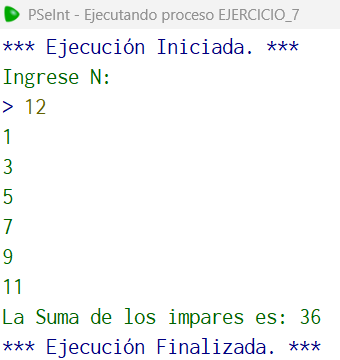 PSeInt - Ejecutando proceso EJERCICIO_7
*** Ejecución Iniciada. ***
Ingrese N:
> 12
1
3
5
7
9
11
La Suma de los impares es: 36
*** Ejecución Finalizada. ***